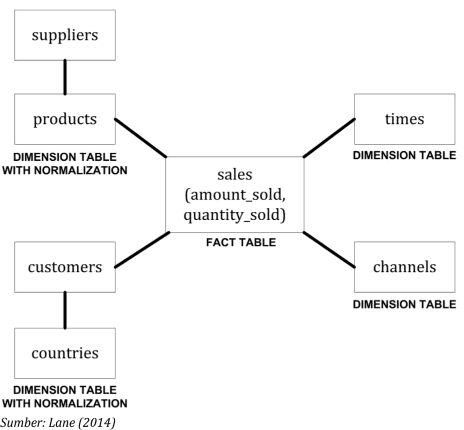 suppliers
products
DIMENSION TABLE
WITH NORMALIZATION
times
DIMENSION TABLE
sales
(amount_sold,
quantity_sold)
FACT TABLE
customers
channels
DIMENSION TABLE
countries
DIMENSION TABLE
WITH NORMALIZATION
Sumber: Lane (2014)